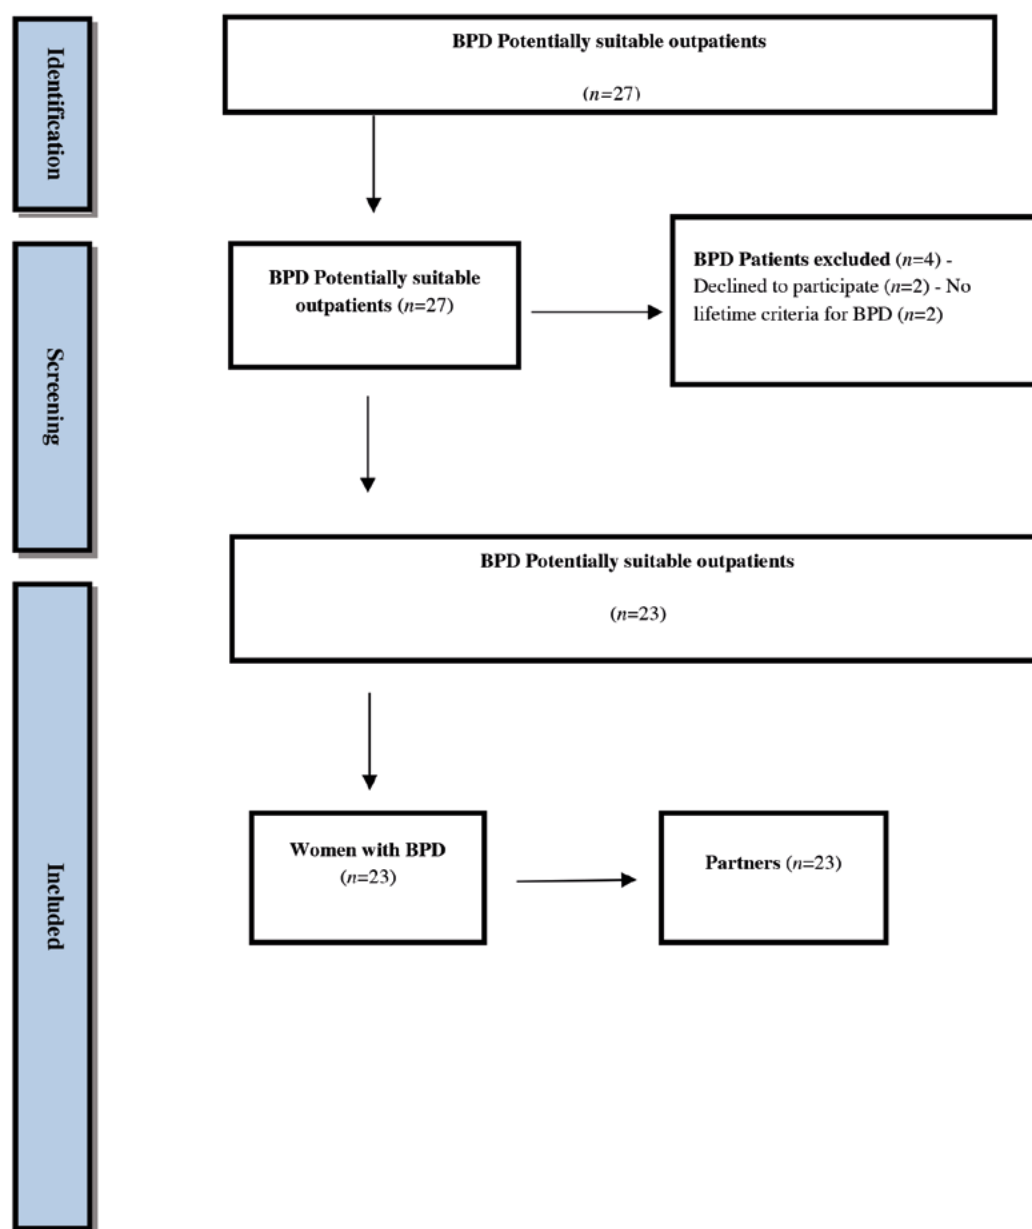 Identification
BPD Potentially suitable outpatients
(n=27)
Screening
BPD Potentially suitable
outpatients (n=27)
BPD Patients excluded (n=4) -
Declined to participate (n=2) - No
lifetime criteria for BPD (n=2)
BPD Potentially suitable outpatients
(n=23)
Included
Women with BPD
(n=23)
Partners (n=23)